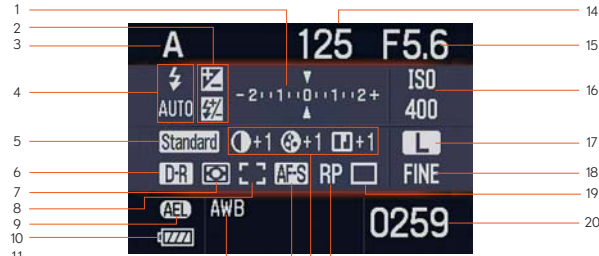 1 14
2
3 A 125 F5.6 15
4 AUTO -2··1··0··1··2+ ISO 400 16
5 Standard +1 +1 +1 L 17
6 D-R AF-S RP FINE 18
7 19
8
9 AEL AWB 0259 20
10
11